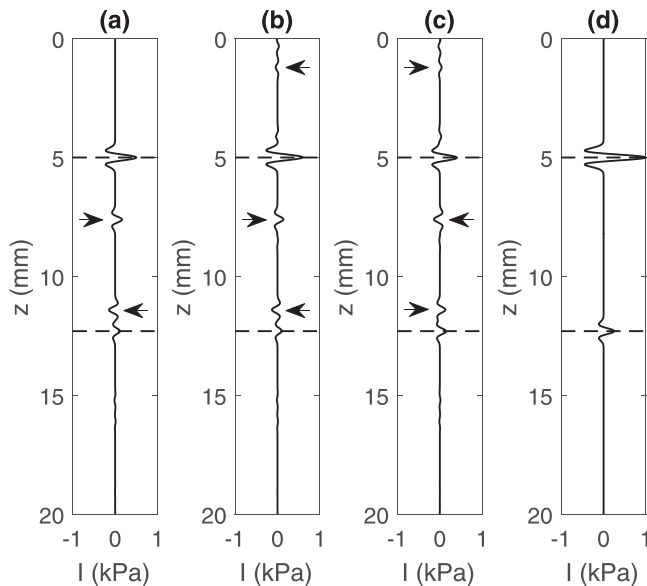 (a) (b) (c) (d)
0 0 0 0
5 5 5 5
10 10 10 10
15 15 15 15
20 20 20 20
z (mm) z (mm) z (mm) z (mm)
-1 0 1 -1 0 1 -1 0 1 -1 0 1
I (kPa) I (kPa) I (kPa) I (kPa)